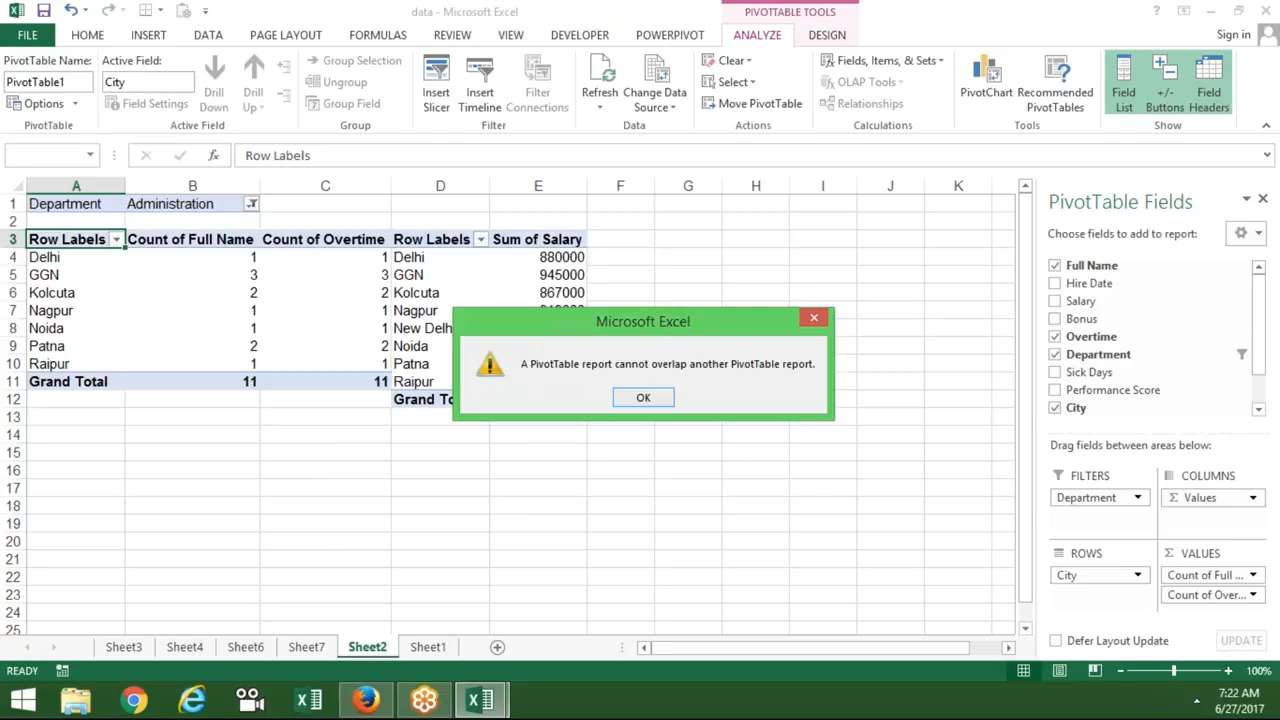 data - Microsoft Excel
PIVOTTABLE TOOLS
?
FILE HOME INSERT DATA PAGE LAYOUT FORMULAS REVIEW VIEW DEVELOPER POWERPIVOT ANALYZE DESIGN Sign in
PivotTable Name:
PivotTable1
Options
PivotTable
Active Field:
City
Field Settings
Drill Down
Drill Up
Active Field
Group Selection
Ungroup
Group Field
Group
Insert Slicer
Insert Timeline
Filter Connections
Filter
Refresh
Change Data Source
Data
Clear
Select
Move PivotTable
Actions
Fields, Items, & Sets
OLAP Tools
Relationships
Calculations
PivotChart
Recommended PivotTables
Tools
Field List
+/- Buttons
Field Headers
Show
fx Row Labels
A B C D E F G H I J K
1 Department Administration
2
3 Row Labels Count of Full Name Count of Overtime Row Labels Sum of Salary
4 Delhi 1 1 Delhi 880000
5 GGN 3 3 GGN 945000
6 Kolcuta 2 2 Kolcuta 867000
7 Nagpur 1 1 Nagpur
8 Noida 1 1 New Delh
9 Patna 2 2 Noida
10 Raipur 1 1 Patna
11 Grand Total 11 11 Raipur
12 Grand To
13
14
15
16
17
18
19
20
21
22
23
24
25
Microsoft Excel
A PivotTable report cannot overlap another PivotTable report.
OK
PivotTable Fields
Choose fields to add to report:
Full Name
Hire Date
Salary
Bonus
Overtime
Department
Sick Days
Performance Score
City
Drag fields between areas below:
FILTERS
Department
COLUMNS
Σ Values
ROWS
City
Σ VALUES
Count of Full ...
Count of Over...
Defer Layout Update
UPDATE
Sheet3 Sheet4 Sheet6 Sheet7 Sheet2 Sheet1
READY
100%
7:22 AM
6/27/2017